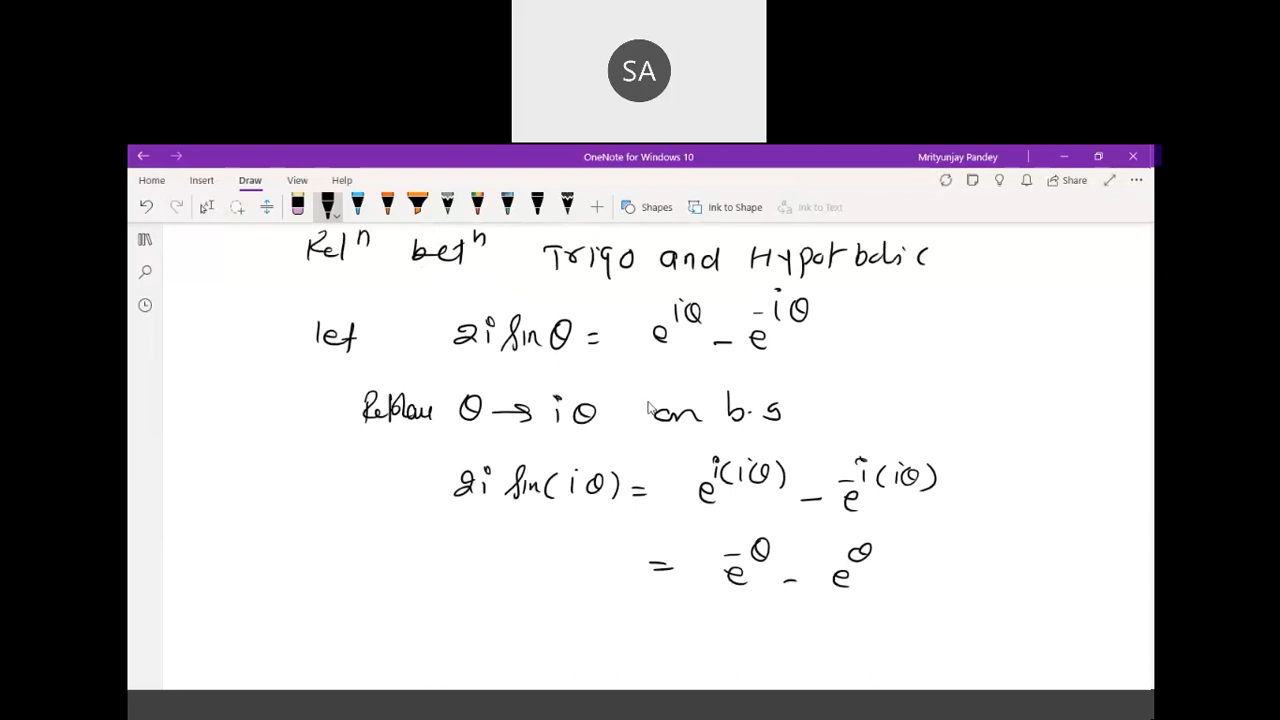 SA
OneNote for Windows 10
Mrityunjay Pandey
Home Insert Draw View Help
Share
Shapes Ink to Shape Ink to Text
Relⁿ betⁿ Trigo and Hyperbolic
let 2i sin θ = e^{iθ} - e^{-iθ}
Replace θ → iθ on b.s
2i sin(iθ) = e^{i(iθ)} - e^{-i(iθ)}
= e^{-θ} - e^{θ}